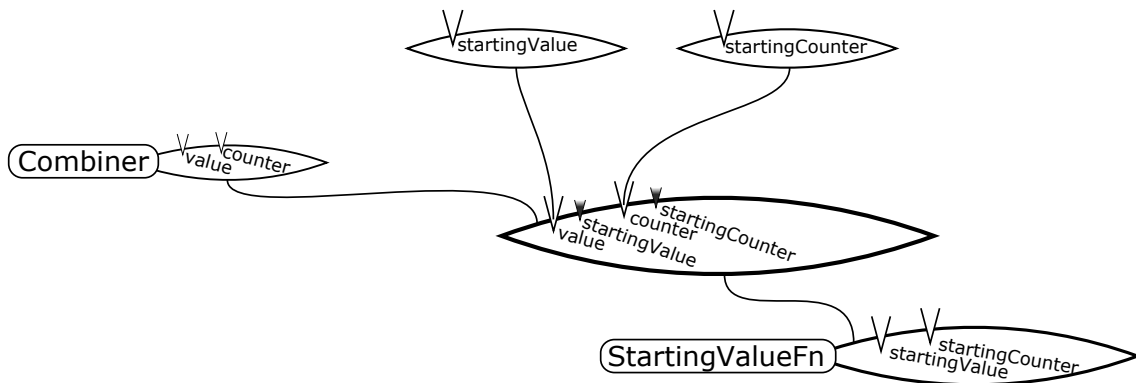 startingValue
startingCounter
Combiner
value
counter
value
startingValue
counter
startingCounter
StartingValueFn
startingValue
startingCounter